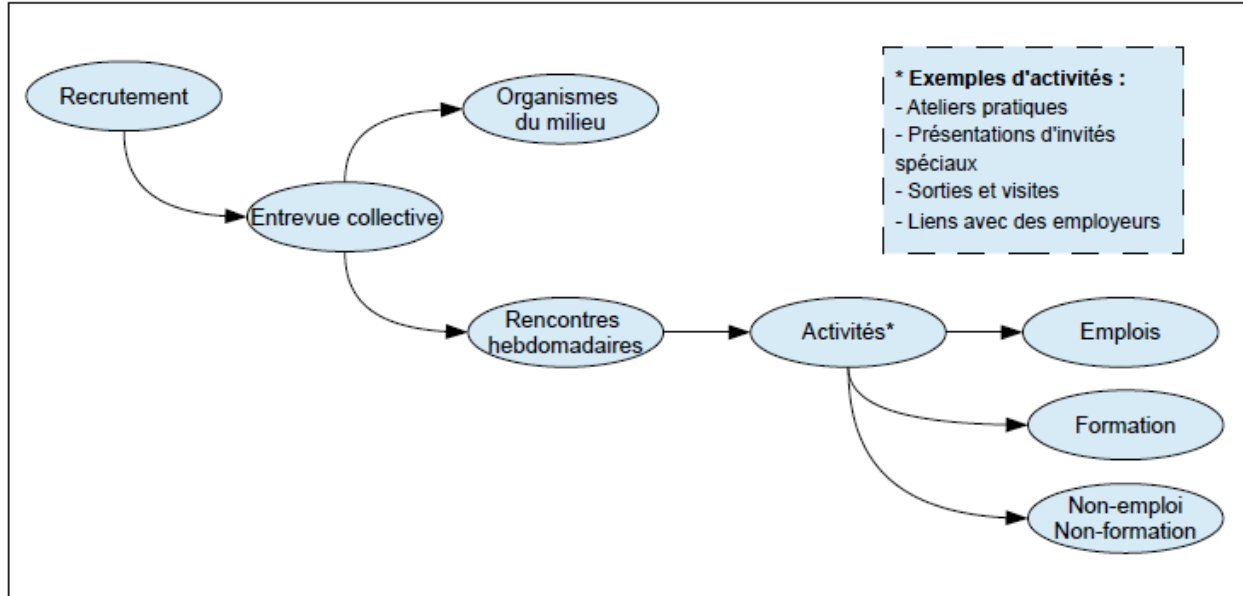 Recrutement
Organismes
du milieu
* Exemples d'activités :
- Ateliers pratiques
- Présentations d'invités
spéciaux
- Sorties et visites
- Liens avec des employeurs
Entrevue collective
Rencontres
hebdomadaires
Activités*
Emplois
Formation
Non-emploi
Non-formation